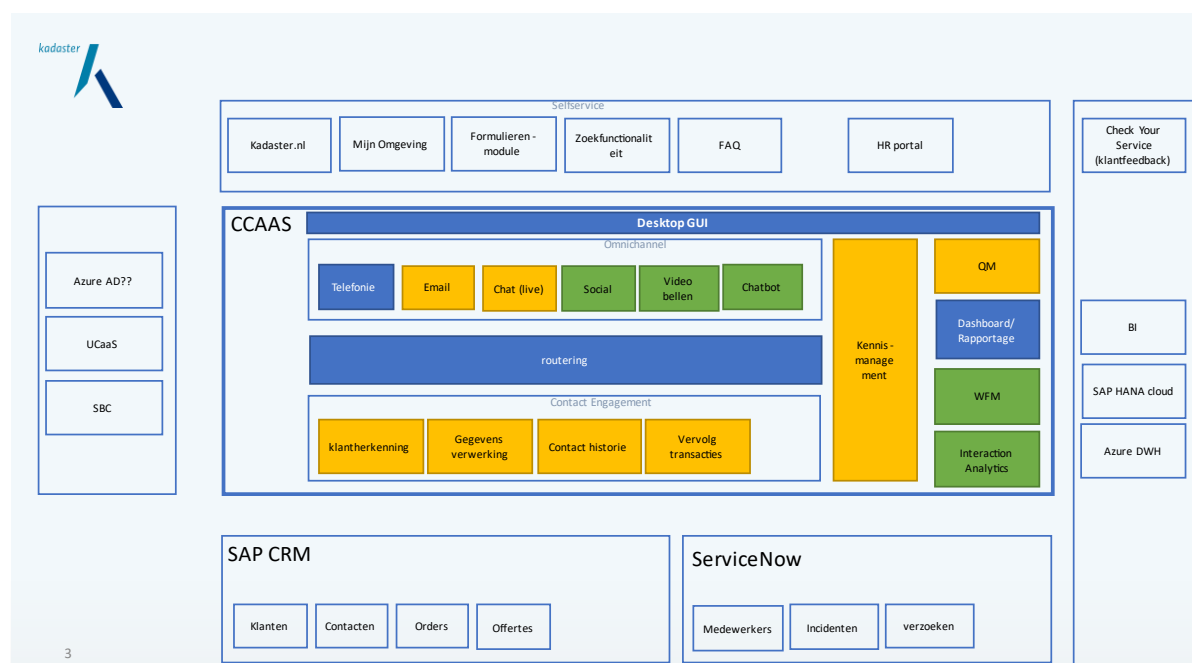 kadaster
Selfservice
Kadaster.nl
Mijn Omgeving
Formulieren -
module
Zoekfunctionalit
eit
FAQ
HR portal
Check Your
Service
(klantfeedback)
CCAAS
Desktop GUI
Omnichannel
Telefonie
Email
Chat (live)
Social
Video
bellen
Chatbot
routering
Contact Engagement
klantherkenning
Gegevens
verwerking
Contact historie
Vervolg
transacties
Kennis -
manage
ment
QM
Dashboard/
Rapportage
WFM
Interaction
Analytics
Azure AD??
UCaaS
SBC
BI
SAP HANA cloud
Azure DWH
SAP CRM
Klanten
Contacten
Orders
Offertes
ServiceNow
Medewerkers
Incidenten
verzoeken
3